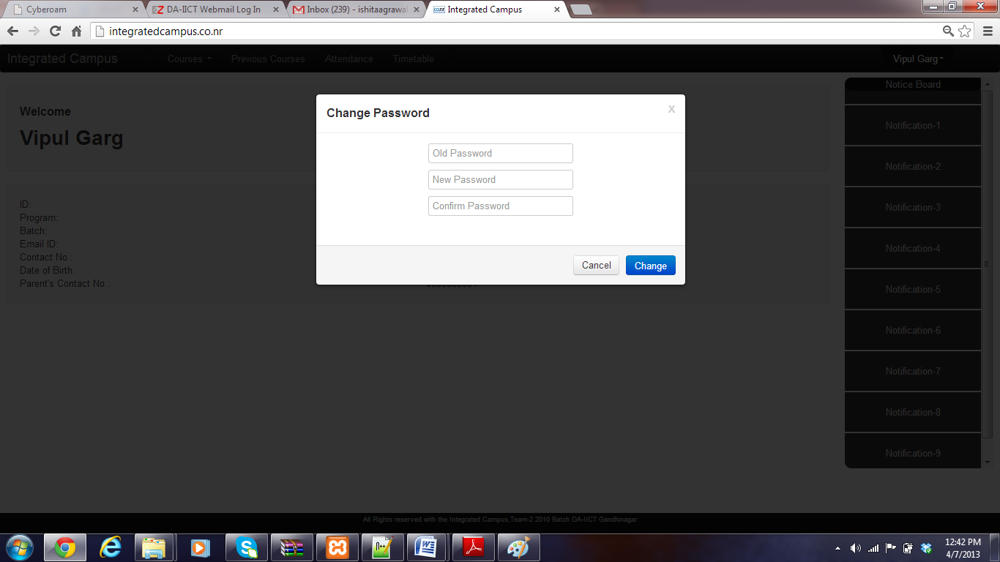 Cyberoam
DA-IICT Webmail Log In
Inbox (239) - ishitaagrawa
Integrated Campus
integratedcampus.co.nr
Integrated Campus
Courses
Previous Courses
Attendance
Timetable
Vipul Garg
Welcome
Vipul Garg
ID:
Program:
Batch:
Email ID:
Contact No.:
Date of Birth:
Parent's Contact No.:
Change Password
x
Old Password
New Password
Confirm Password
Cancel
Change
Notice Board
Notification-1
Notification-2
Notification-3
Notification-4
Notification-5
Notification-6
Notification-7
Notification-8
Notification-9
All Rights reserved with the Integrated Campus,Team-2 2010 Batch DA-IICT Gandhinagar
12:42 PM
4/7/2013